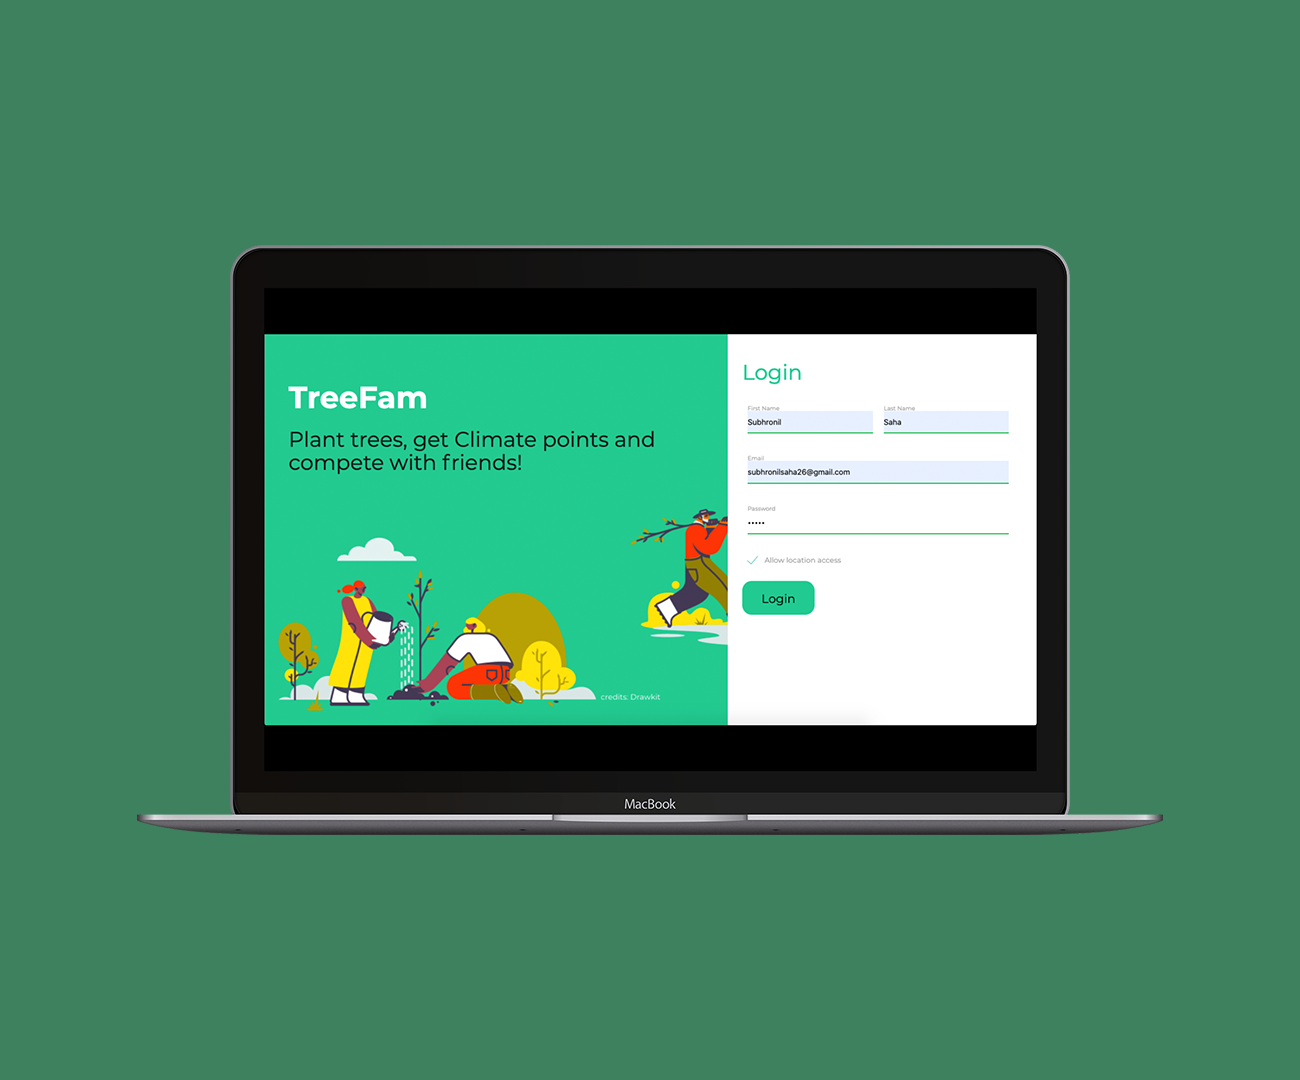 TreeFam
Plant trees, get Climate points and
compete with friends!
credits: Drawkit
Login
First Name
Last Name
Subhronil
Saha
Email
subhronilsaha26@gmail.com
Password
•••••
Allow location access
Login
MacBook